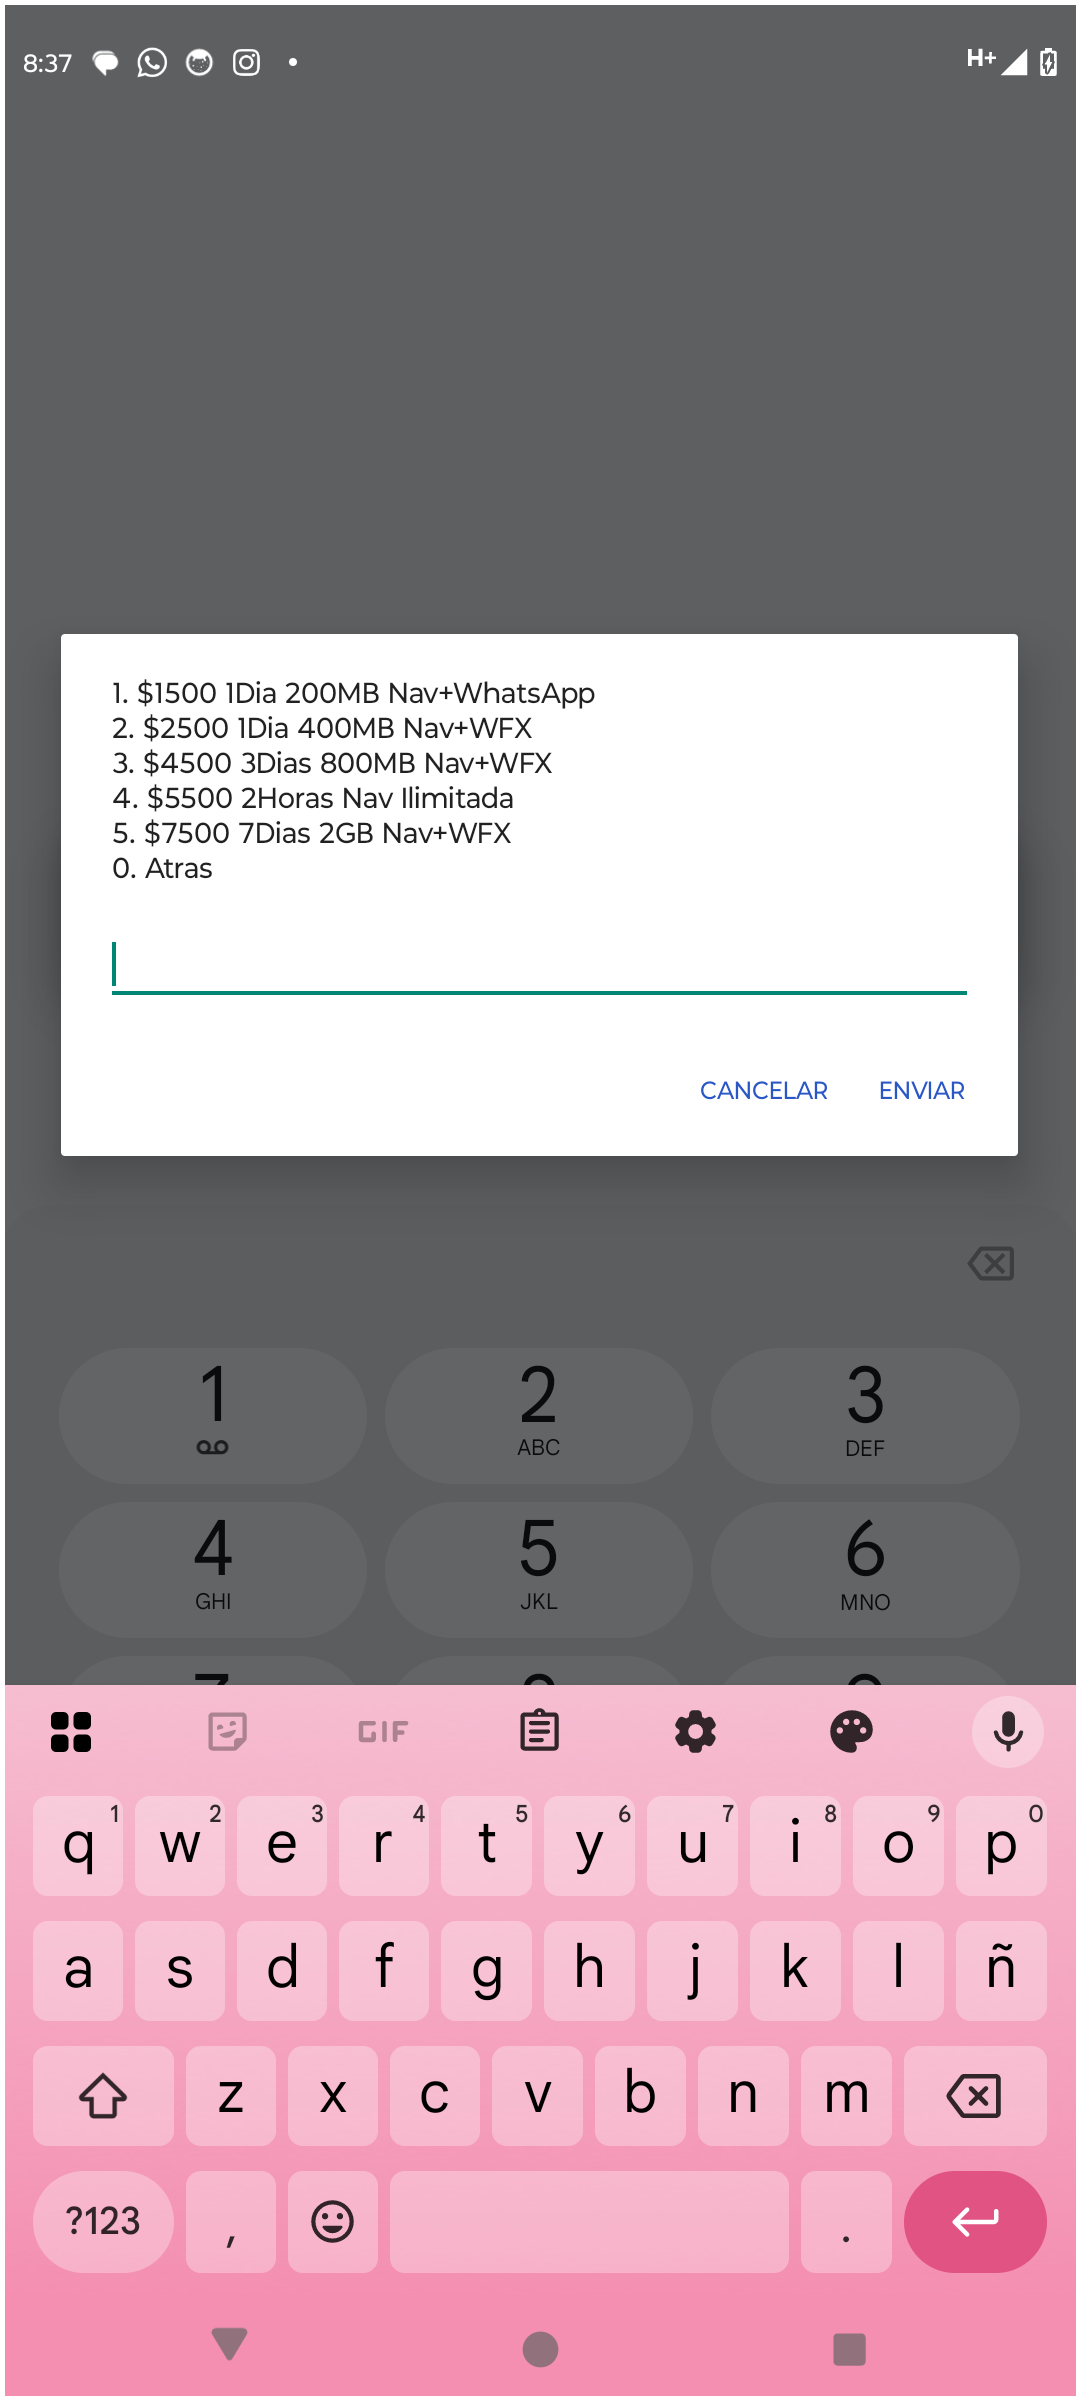 8:37
H+
1. $1500 1Dia 200MB Nav+WhatsApp
2. $2500 1Dia 400MB Nav+WFX
3. $4500 3Dias 800MB Nav+WFX
4. $5500 2Horas Nav Ilimitada
5. $7500 7Dias 2GB Nav+WFX
0. Atras
CANCELAR ENVIAR
1 2 3
ABC DEF
4 5 6
GHI JKL MNO
GIF
1 2 3 4 5 6 7 8 9 0
q w e r t y u i o p
a s d f g h j k l ñ
z x c v b n m
?123 , .